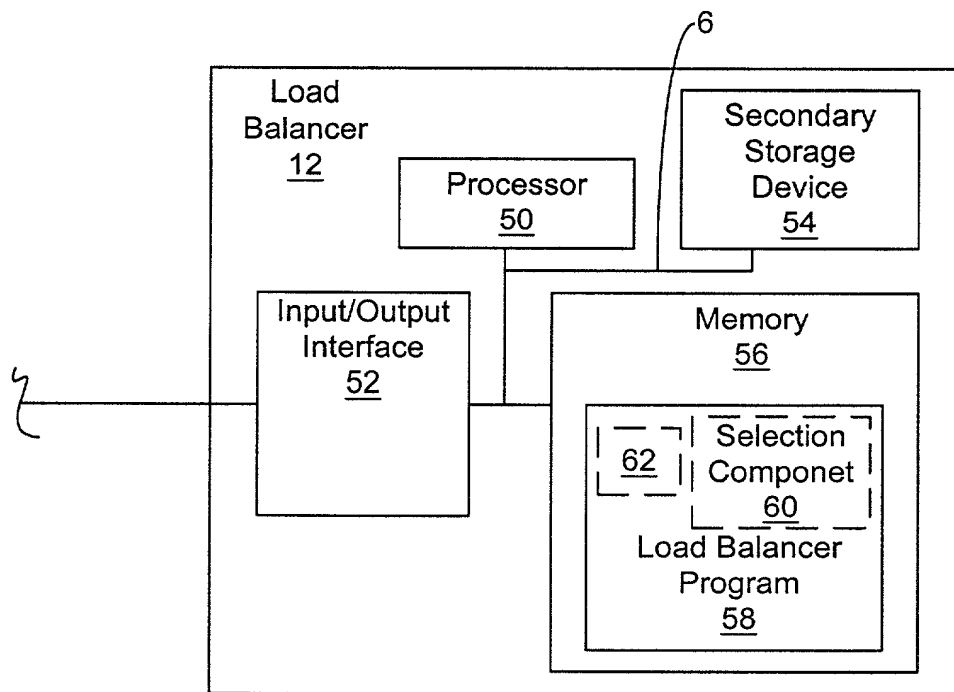 6
Load
Balancer
12
Secondary
Storage
Device
54
Processor
50
Input/Output
Interface
52
Memory
56
62
Selection
Componet
60
Load Balancer
Program
58